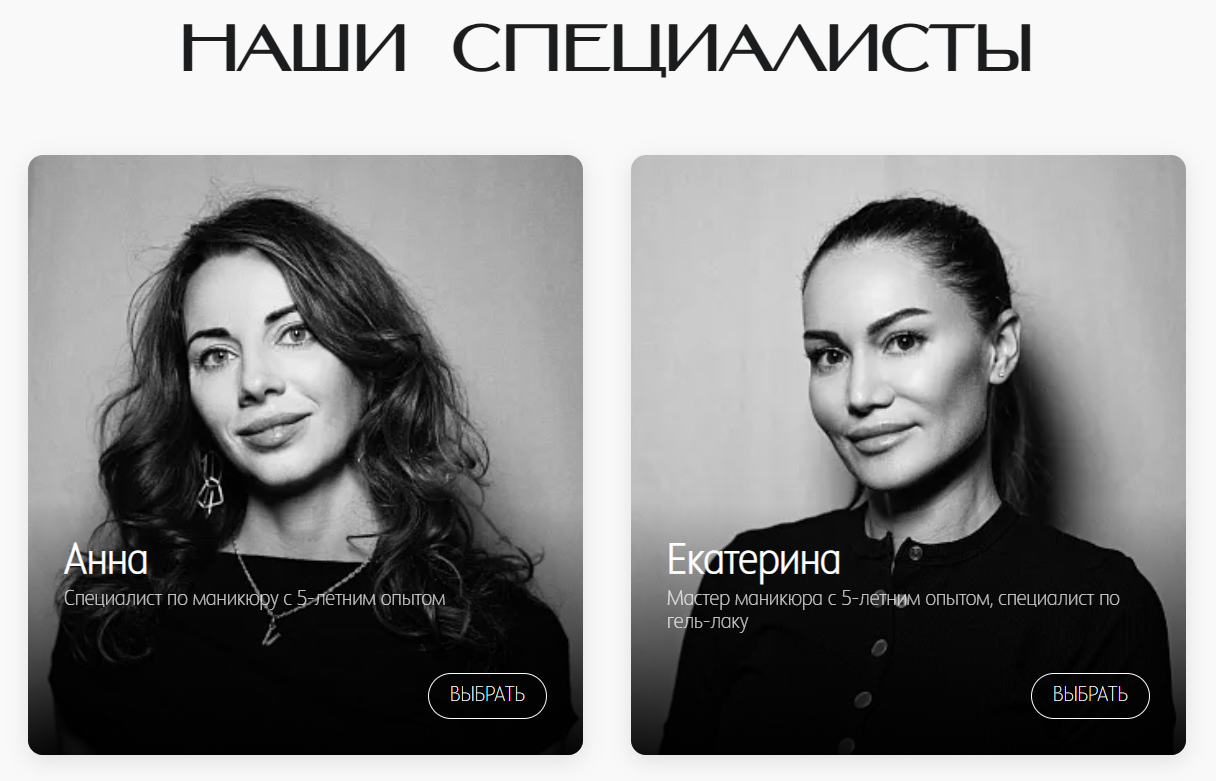 НАШИ СПЕЦИАЛИСТЫ
Анна
Специалист по маникюру с 5-летним опытом
ВЫБРАТЬ
Екатерина
Мастер маникюра с 5-летним опытом, специалист по
гель-лаку
ВЫБРАТЬ